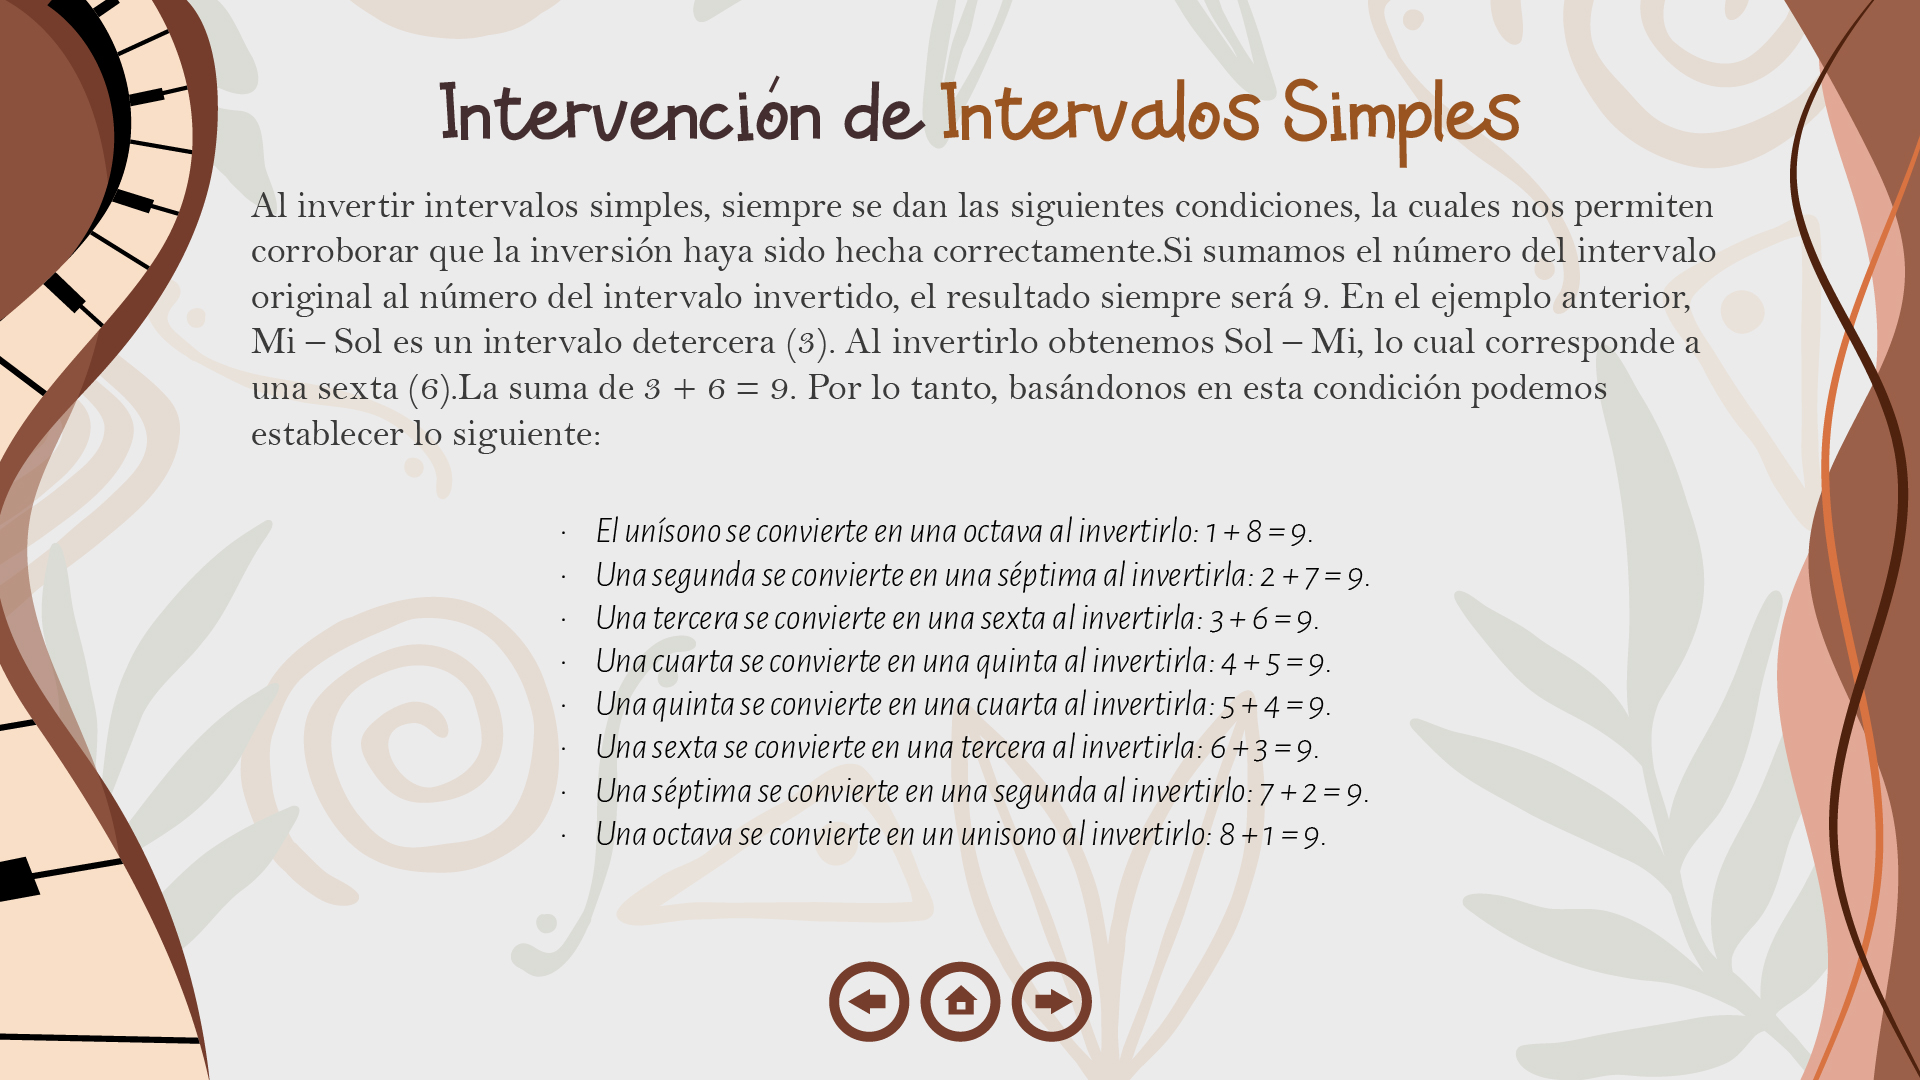 Intervención de Intervalos Simples
Al invertir intervalos simples, siempre se dan las siguientes condiciones, la cuales nos permiten
corroborar que la inversión haya sido hecha correctamente.Si sumamos el número del intervalo
original al número del intervalo invertido, el resultado siempre será 9. En el ejemplo anterior,
Mi – Sol es un intervalo detercera (3). Al invertirlo obtenemos Sol – Mi, lo cual corresponde a
una sexta (6).La suma de 3 + 6 = 9. Por lo tanto, basándonos en esta condición podemos
establecer lo siguiente:
· El unísono se convierte en una octava al invertirlo: 1 + 8 = 9.
· Una segunda se convierte en una séptima al invertirla: 2 + 7 = 9.
· Una tercera se convierte en una sexta al invertirla: 3 + 6 = 9.
· Una cuarta se convierte en una quinta al invertirla: 4 + 5 = 9.
· Una quinta se convierte en una cuarta al invertirla: 5 + 4 = 9.
· Una sexta se convierte en una tercera al invertirla: 6 + 3 = 9.
· Una séptima se convierte en una segunda al invertirlo: 7 + 2 = 9.
· Una octava se convierte en un unisono al invertirlo: 8 + 1 = 9.